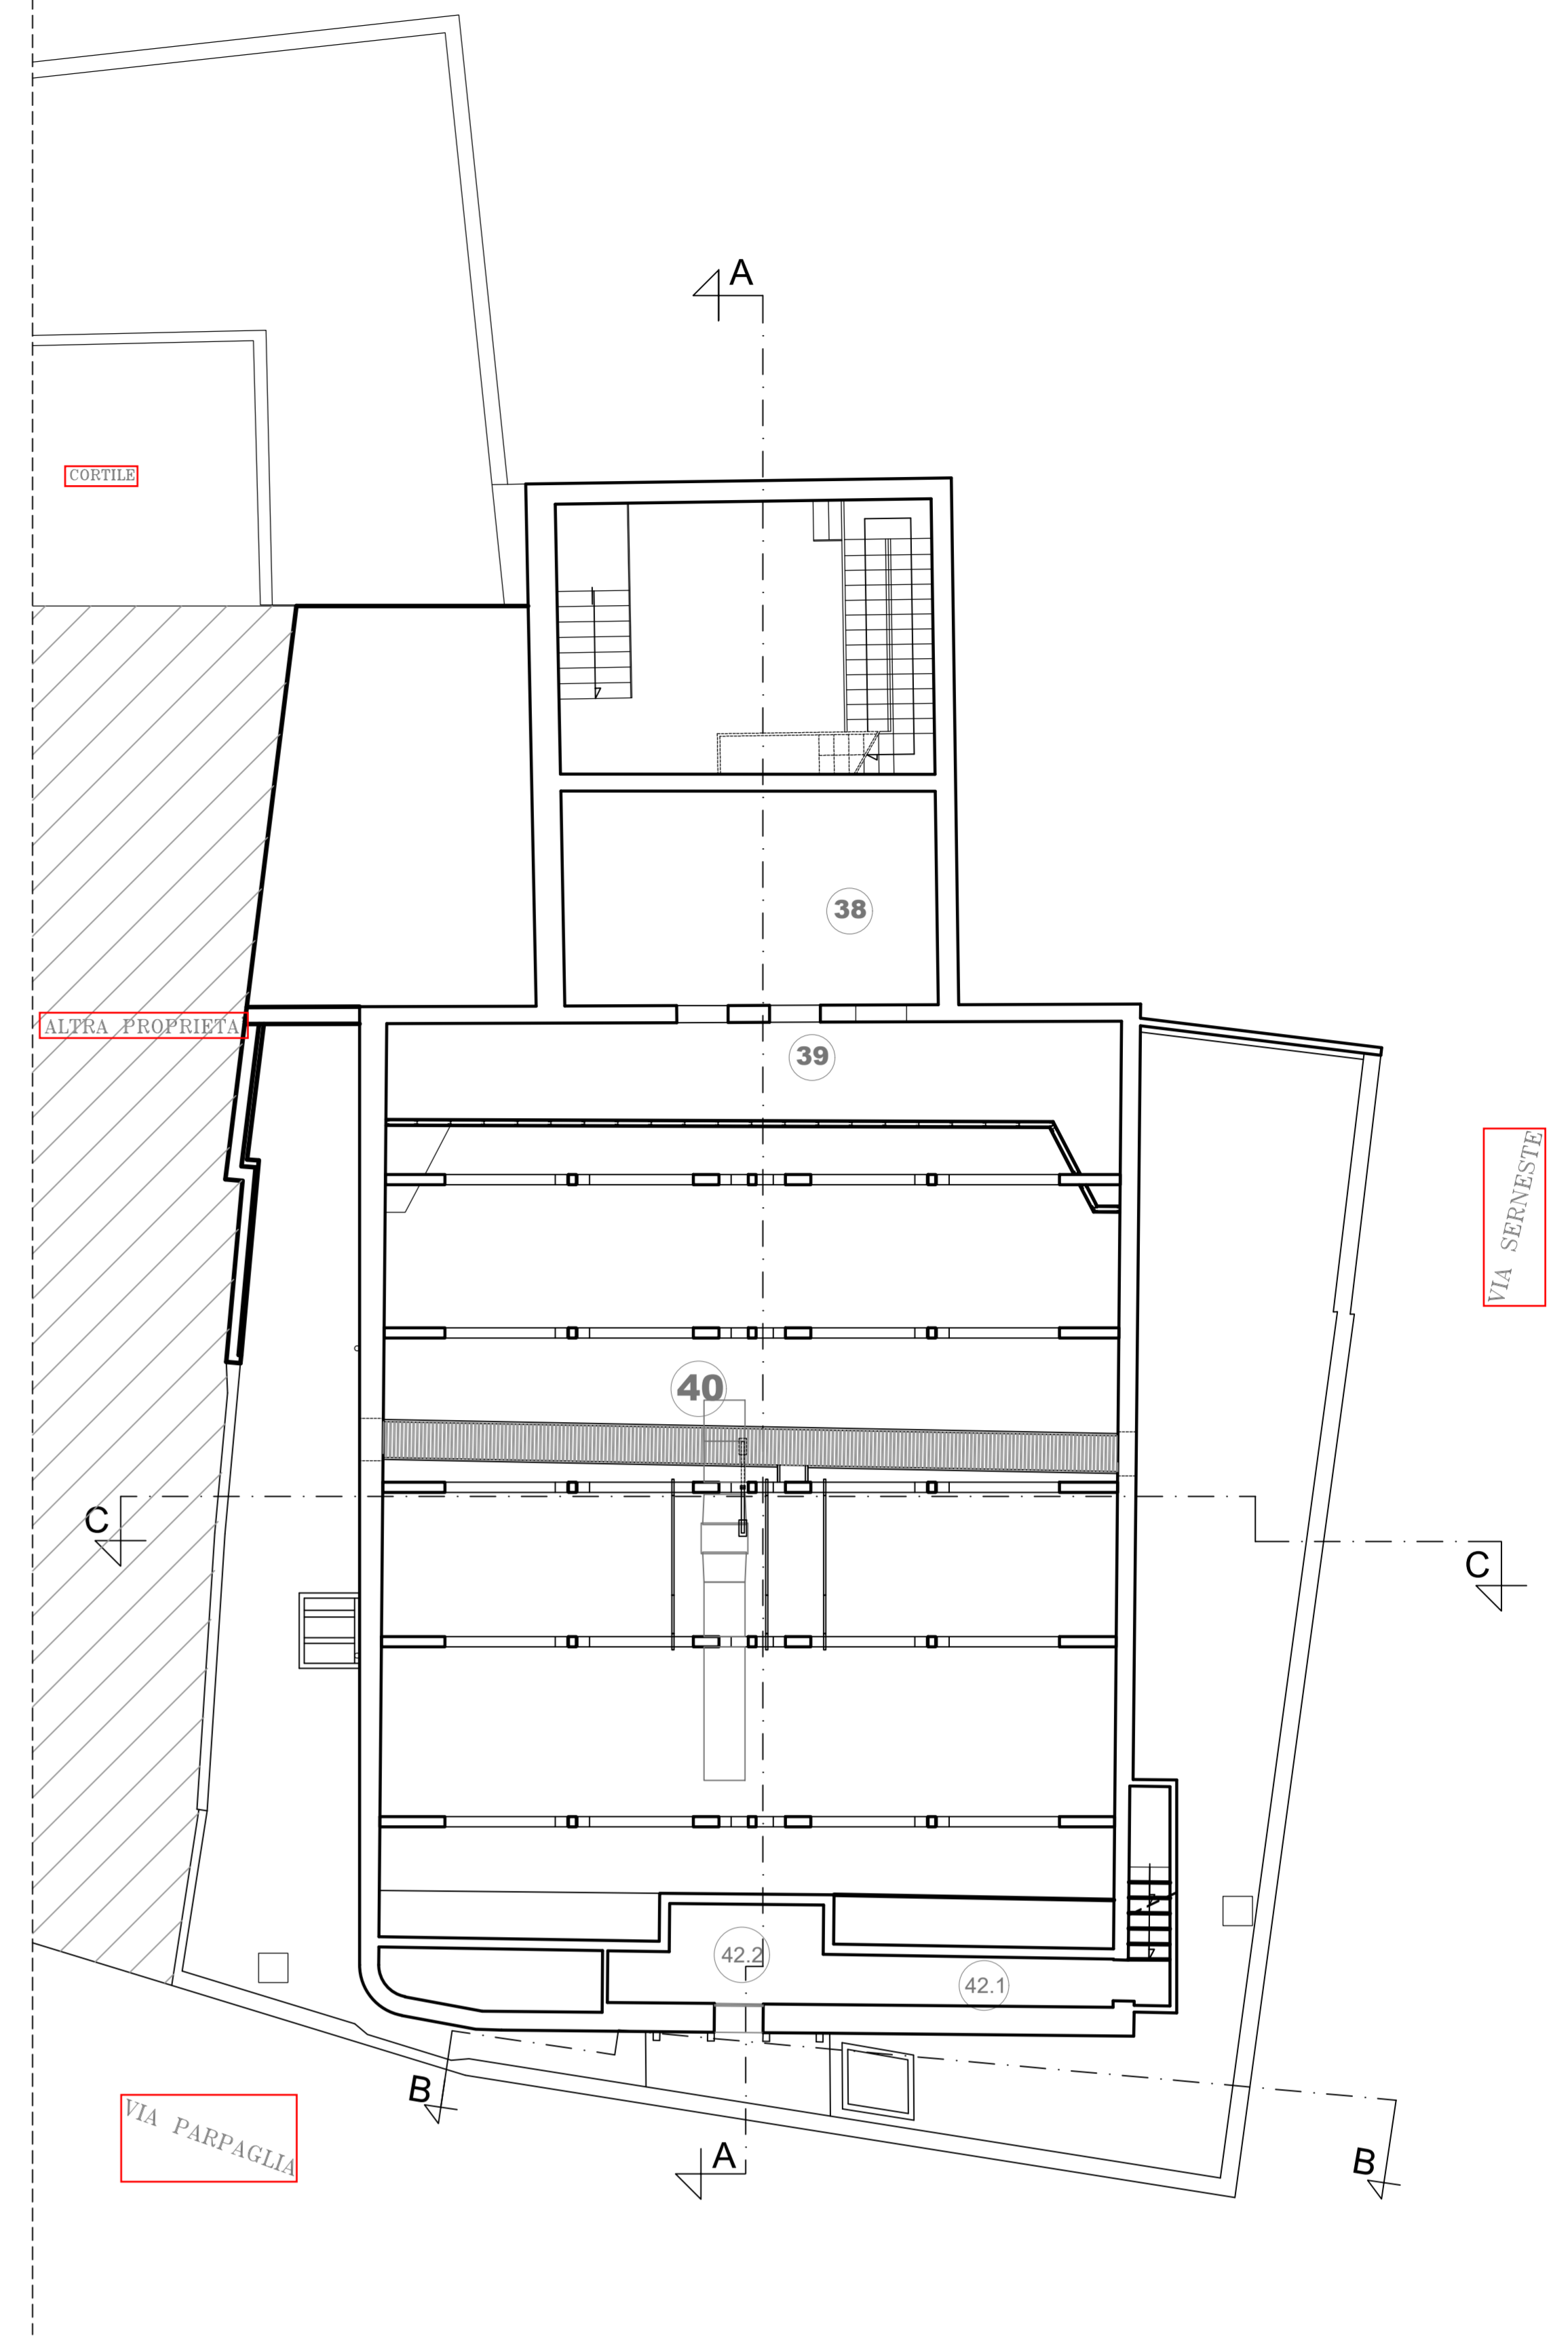 A
CORTILE
38
ALTRA PROPRIETA'
39
VIA SERNESTE
40
C
C
42.2
42.1
B
VIA PARPAGLIA
A
B